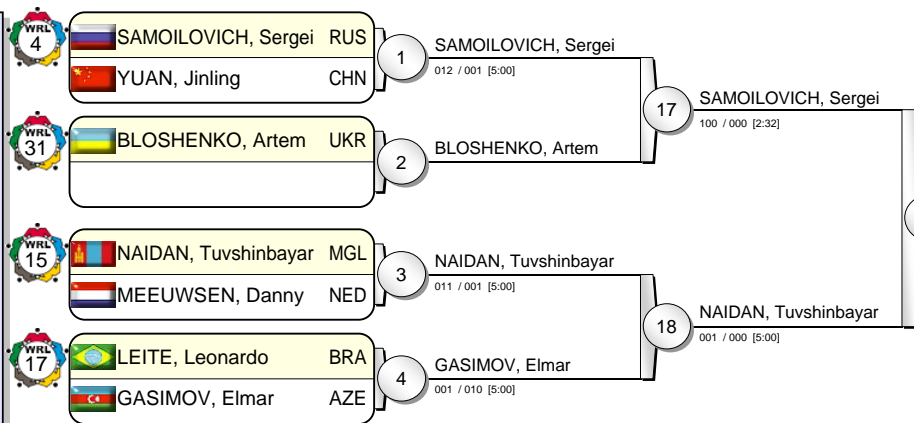 WRL 4
SAMOILOVICH, Sergei RUS
YUAN, Jinling CHN
1
SAMOILOVICH, Sergei
012 / 001 [5:00]
WRL 31
BLOSHENKO, Artem UKR
2
BLOSHENKO, Artem
17
SAMOILOVICH, Sergei
100 / 000 [2:32]
WRL 15
NAIDAN, Tuvshinbayar MGL
MEEUWSEN, Danny NED
3
NAIDAN, Tuvshinbayar
011 / 001 [5:00]
WRL 17
LEITE, Leonardo BRA
GASIMOV, Elmar AZE
4
GASIMOV, Elmar
001 / 010 [5:00]
18
NAIDAN, Tuvshinbayar
001 / 000 [5:00]